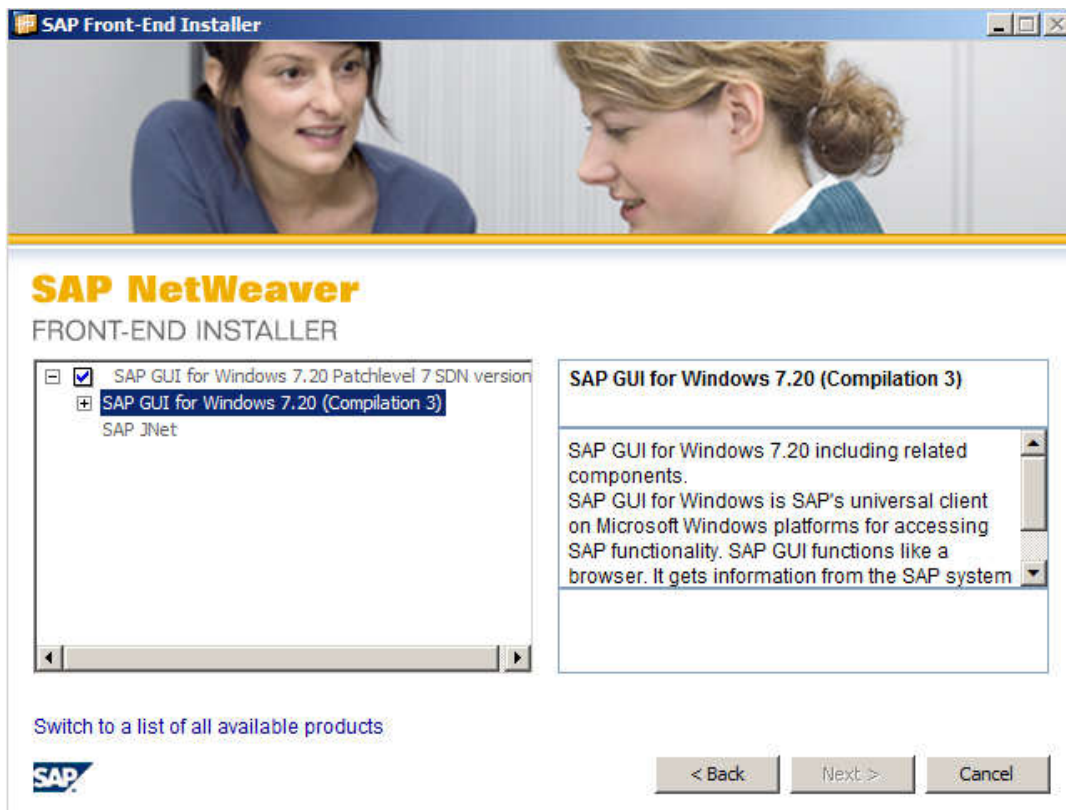 SAP Front-End Installer
SAP NetWeaver
FRONT-END INSTALLER
SAP GUI for Windows 7.20 Patchlevel 7 SDN version
SAP GUI for Windows 7.20 (Compilation 3)
SAP JNet
SAP GUI for Windows 7.20 (Compilation 3)
SAP GUI for Windows 7.20 including related
components.
SAP GUI for Windows is SAP's universal client
on Microsoft Windows platforms for accessing
SAP functionality. SAP GUI functions like a
browser. It gets information from the SAP system
Switch to a list of all available products
SAP
< Back
Next >
Cancel